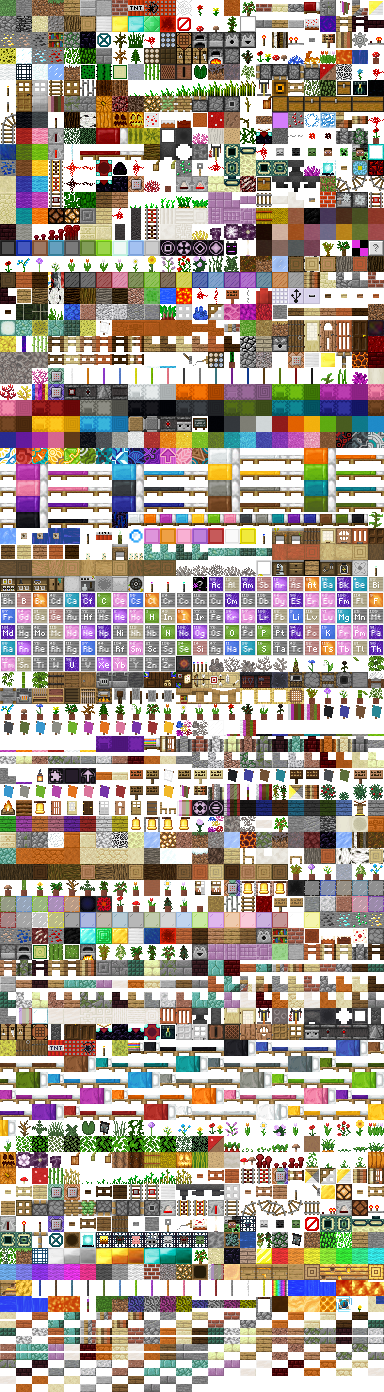 TNT
?
? Ac Al Am Sb Ar As At Ba Bk Be Bi
Bh B Br Cd Ca Cf C Ce Cs Cl Cr Co Cn Cu Cm Ds Db Dy Es Er Eu Fm Fl F
Fr Gd Ga Ge Au Hf Hs He Ho H In I Ir Fe Kr La Lr Pb Li Lv Lu Mg Mn Mt
Md Hg Mo Mc Nd Ne Np Ni Nh Nb N No Og Os O Pd P Pt Pu Po K Pr Pm Pa
Ra Rn Re Rh Rg Rb Ru Rf Sm Sc Sg Se Si Ag Na Sr S Ta Tc Te Ts Tb Tl Th
Tm Sn Ti W U V Xe Yb Y Zn Zr
TNT